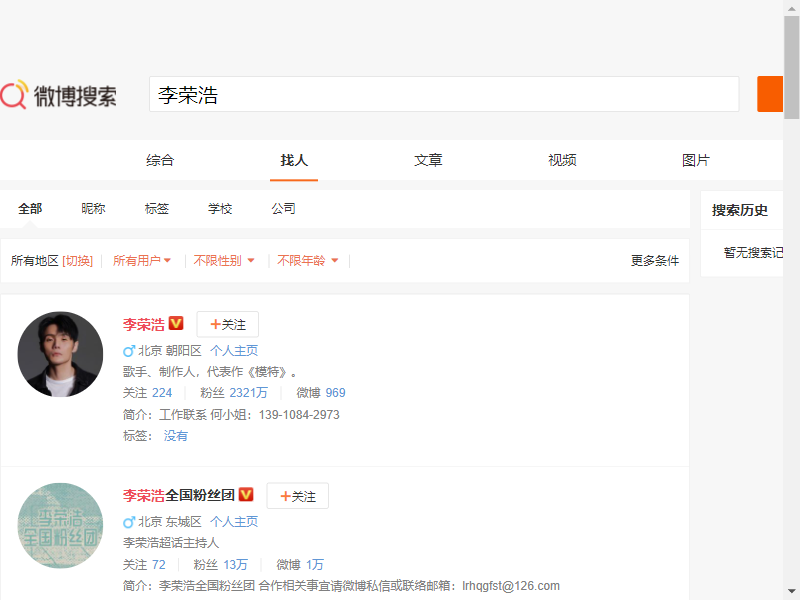 微博搜索
李荣浩
综合 找人 文章 视频 图片
全部 昵称 标签 学校 公司
搜索历史
所有地区 [切换] 所有用户 不限性别 不限年龄 更多条件
暂无搜索记
李荣浩 +关注
北京 朝阳区 个人主页
歌手、制作人，代表作《模特》。
关注 224 粉丝 2321万 微博 969
简介：工作联系 何小姐：139-1084-2973
标签： 没有
李荣浩
全国粉丝团
李荣浩全国粉丝团 +关注
北京 东城区 个人主页
李荣浩超话主持人
关注 72 粉丝 13万 微博 1万
简介：李荣浩全国粉丝团 合作相关事宜请微博私信或联络邮箱：lrhqgfst@126.com